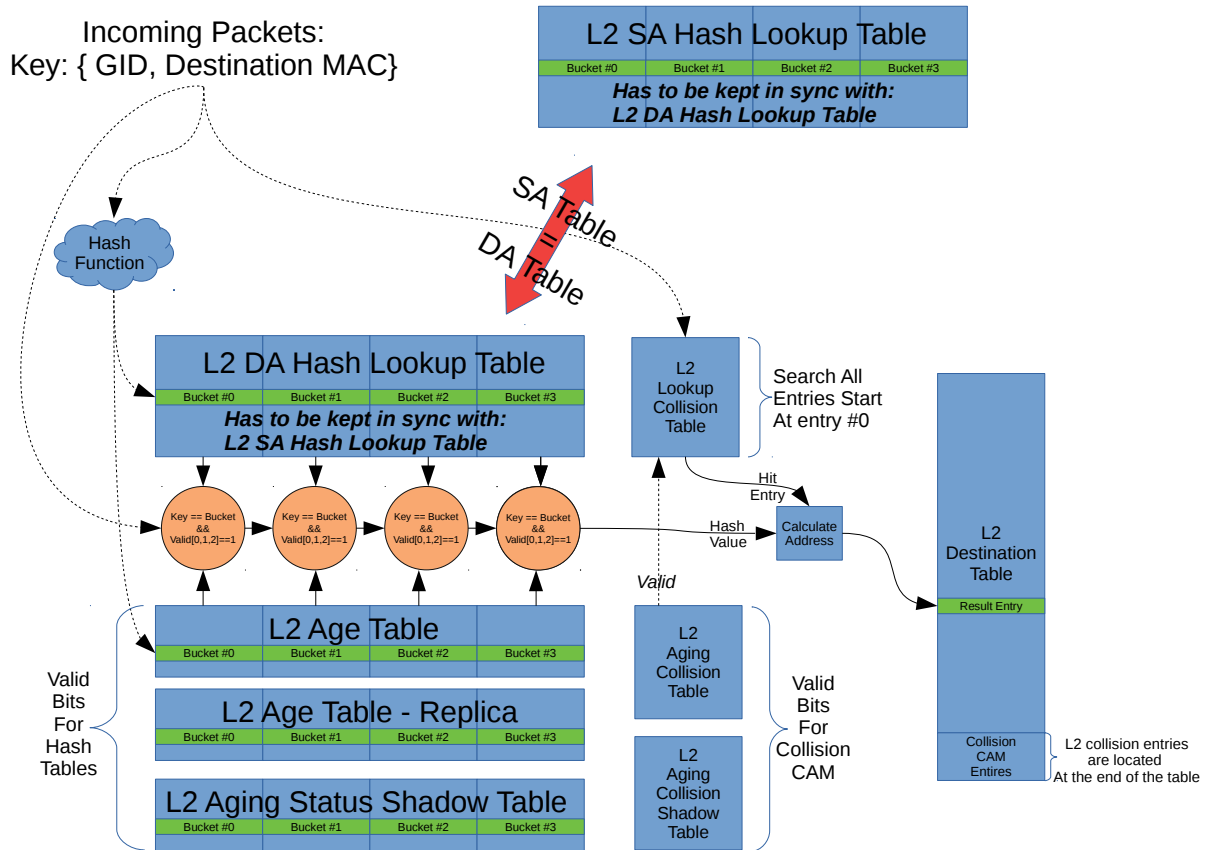 Incoming Packets:
Key: { GID, Destination MAC}
L2 SA Hash Lookup Table
Bucket #0
Bucket #1
Bucket #2
Bucket #3
Has to be kept in sync with:
L2 DA Hash Lookup Table
SA Table
=
DA Table
Hash
Function
L2 DA Hash Lookup Table
Bucket #0
Bucket #1
Bucket #2
Bucket #3
Has to be kept in sync with:
L2 SA Hash Lookup Table
L2
Lookup
Collision
Table
Search All
Entries Start
At entry #0
Key == Bucket
&&
Valid[0,1,2]==1
Key == Bucket
&&
Valid[0,1,2]==1
Key == Bucket
&&
Valid[0,1,2]==1
Key == Bucket
&&
Valid[0,1,2]==1
Hit
Entry
Hash
Value
Calculate
Address
L2
Destination
Table
Result Entry
Collision
CAM
Entires
L2 collision entries
are located
At the end of the table
Valid
Valid
Bits
For
Hash
Tables
L2 Age Table
Bucket #0
Bucket #1
Bucket #2
Bucket #3
L2 Age Table - Replica
Bucket #0
Bucket #1
Bucket #2
Bucket #3
L2 Aging Status Shadow Table
Bucket #0
Bucket #1
Bucket #2
Bucket #3
L2
Aging
Collision
Table
L2
Aging
Collision
Shadow
Table
Valid
Bits
For
Collision
CAM